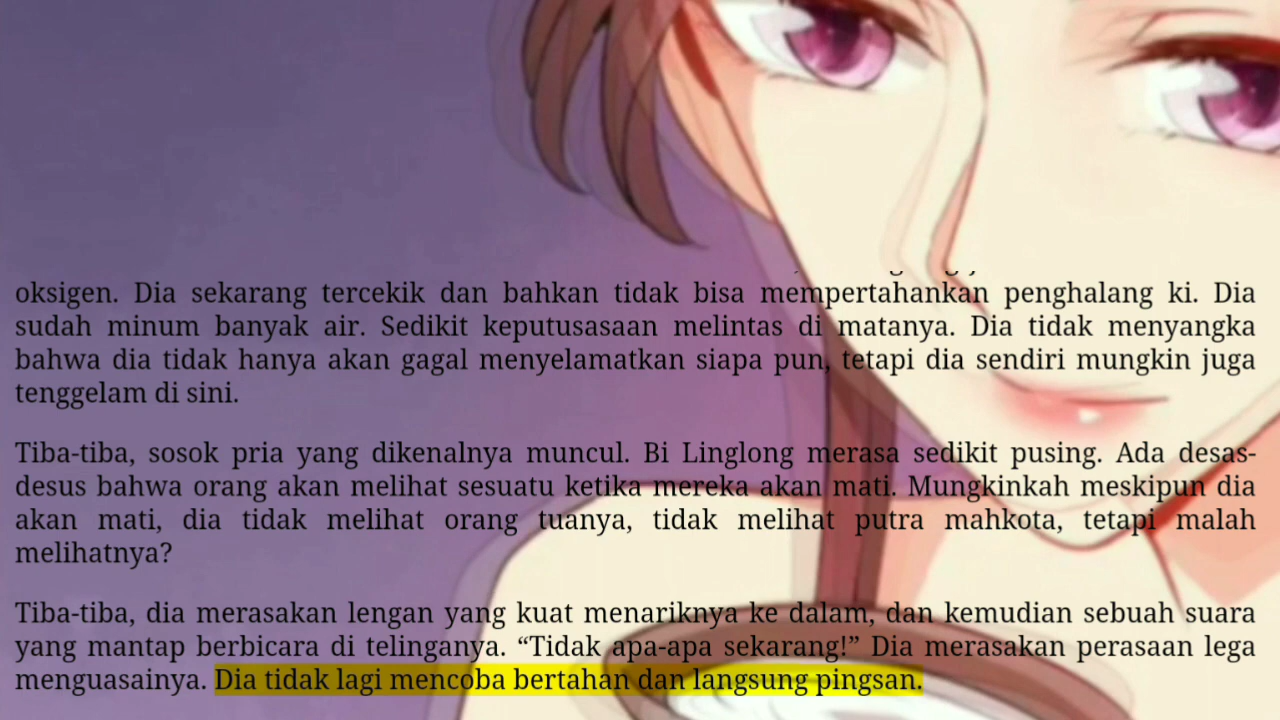 oksigen. Dia sekarang tercekik dan bahkan tidak bisa mempertahankan penghalang ki. Dia
sudah minum banyak air. Sedikit keputusasaan melintas di matanya. Dia tidak menyangka
bahwa dia tidak hanya akan gagal menyelamatkan siapa pun, tetapi dia sendiri mungkin juga
tenggelam di sini.
Tiba-tiba, sosok pria yang dikenalnya muncul. Bi Linglong merasa sedikit pusing. Ada desas-
desus bahwa orang akan melihat sesuatu ketika mereka akan mati. Mungkinkah meskipun dia
akan mati, dia tidak melihat orang tuanya, tidak melihat putra mahkota, tetapi malah
melihatnya?
Tiba-tiba, dia merasakan lengan yang kuat menariknya ke dalam, dan kemudian sebuah suara
yang mantap berbicara di telinganya. “Tidak apa-apa sekarang!” Dia merasakan perasaan lega
menguasainya. Dia tidak lagi mencoba bertahan dan langsung pingsan.